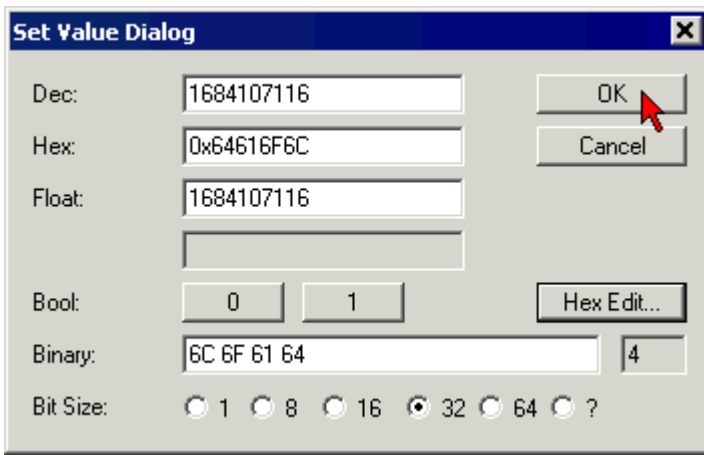 Set Value Dialog
Dec: 1684107116 OK
Hex: 0x64616F6C Cancel
Float: 1684107116
Bool: 0 1 Hex Edit...
Binary: 6C 6F 61 64 4
Bit Size: 1 8 16 32 64 ?